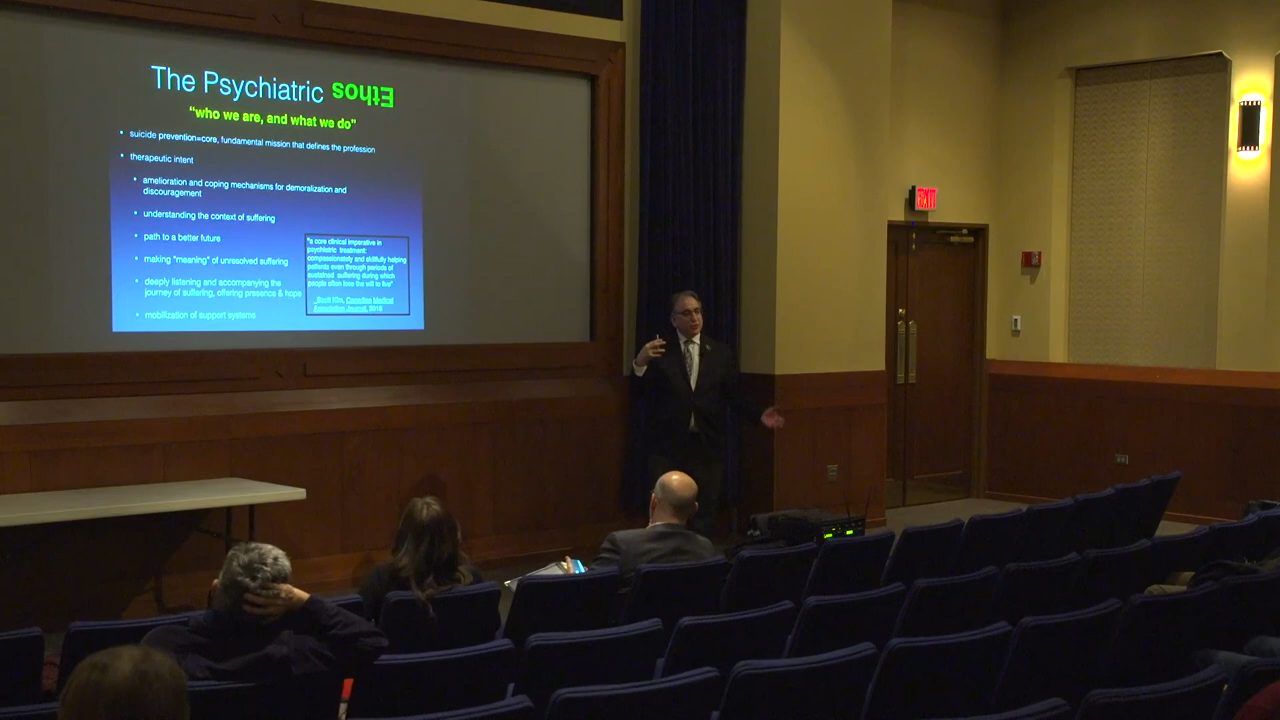 The Psychiatric Ethos
“who we are, and what we do”
• suicide prevention=core, fundamental mission that defines the profession
• therapeutic intent
• amelioration and coping mechanisms for demoralization and
discouragement
• understanding the context of suffering
• path to a better future
• making “meaning” of unresolved suffering
• deeply listening and accompanying the
journey of suffering, offering presence & hope
• mobilization of support systems
“a core clinical imperative in
psychiatric treatment:
compassionately and skillfully helping
patients even through periods of
sustained suffering during which
people often lose the will to live”
_Scott Kim, Canadian Medical
Association Journal, 2016
EXIT